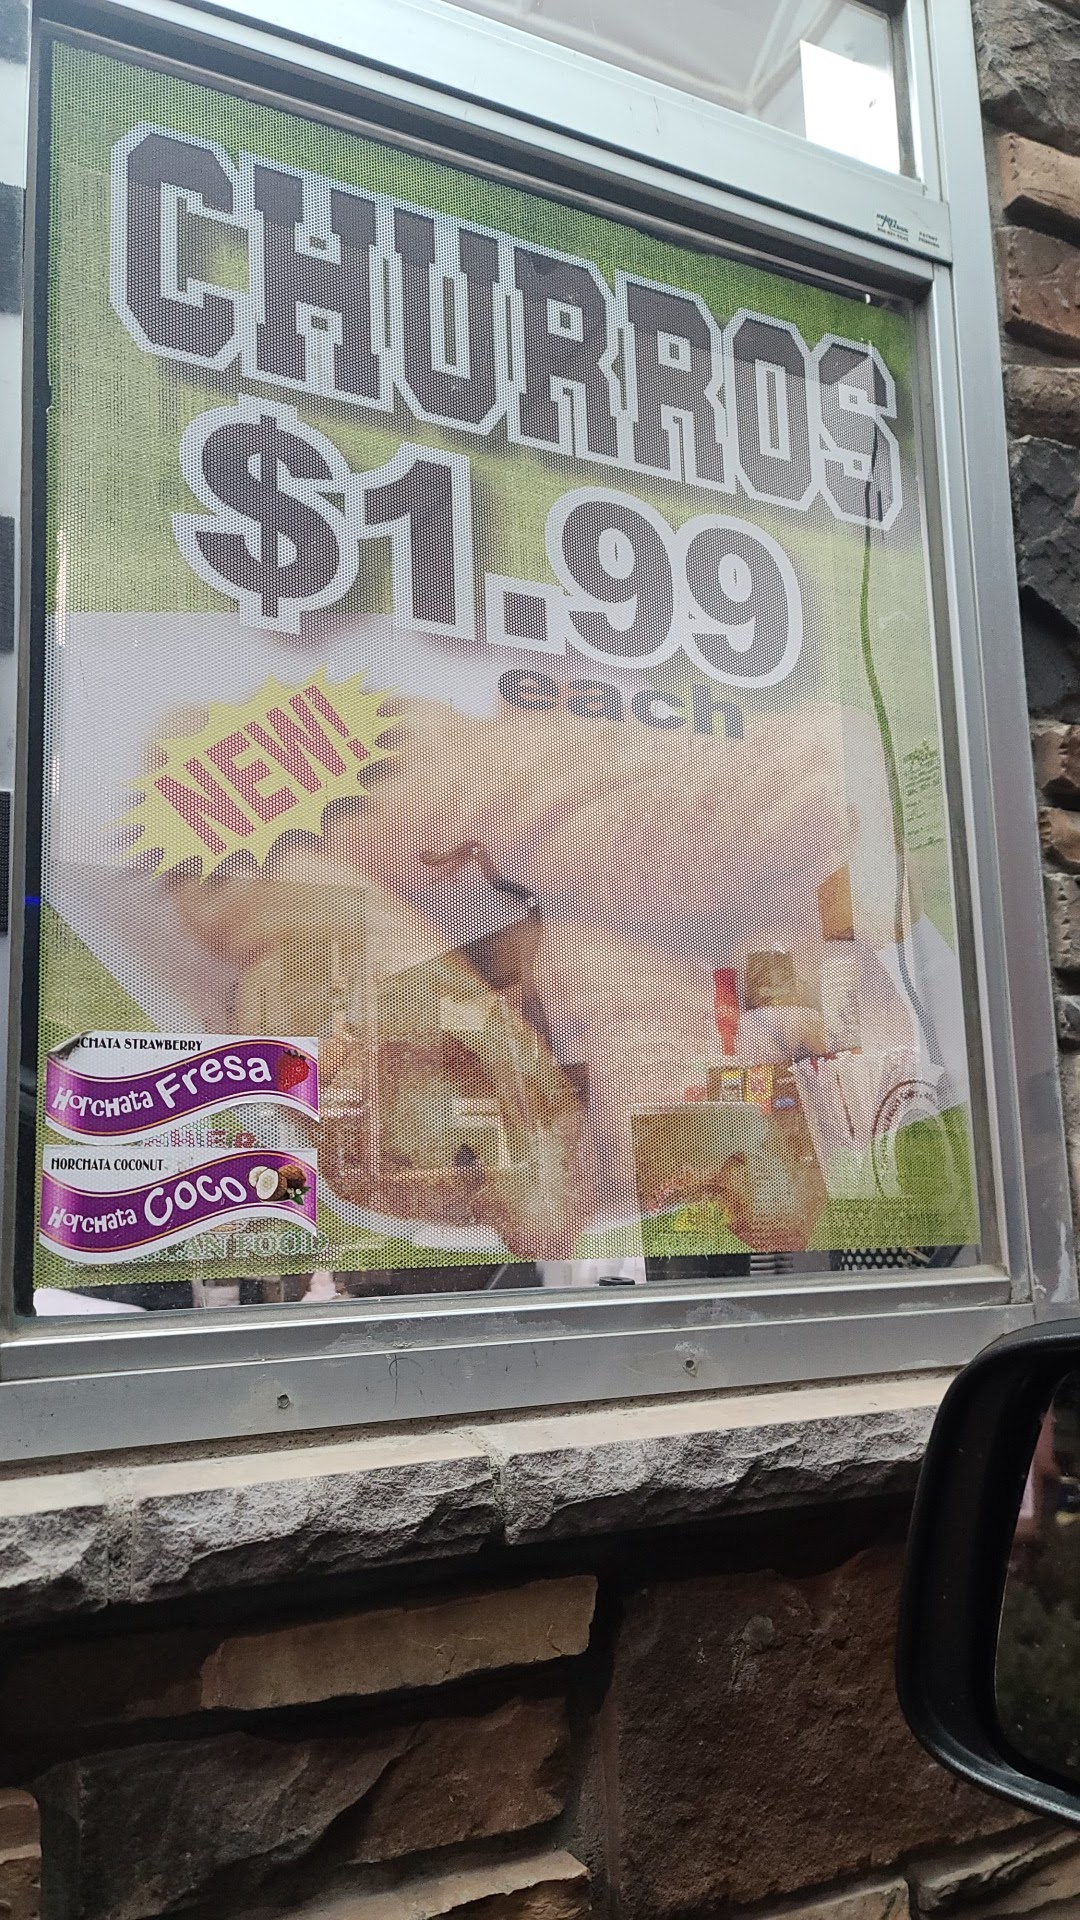 CHURROS
$1.99
each
NEW!
HORCHATA STRAWBERRY
Horchata Fresa
HORCHATA COCONUT
Horchata Coco